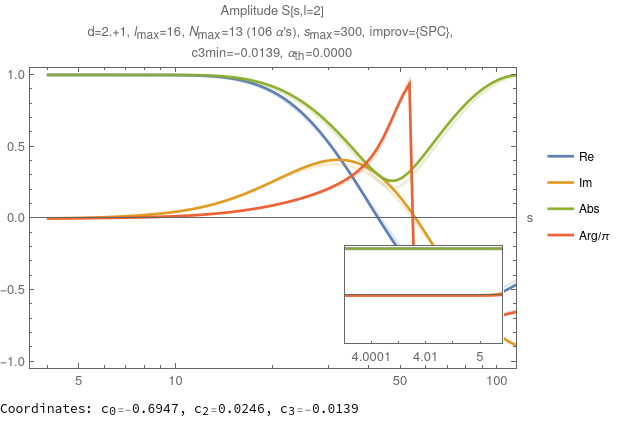 Amplitude S[s,l=2]
d=2.+1, lmax=16, Nmax=13 (106 α's), smax=300, improv={SPC},
c3min=-0.0139, αth=0.0000
1.0
0.5
0.0
-0.5
-1.0
s
Re
Im
Abs
Arg/π
4.0001 4.01 5
5 10 50 100
Coordinates: c0=-0.6947, c2=0.0246, c3=-0.0139